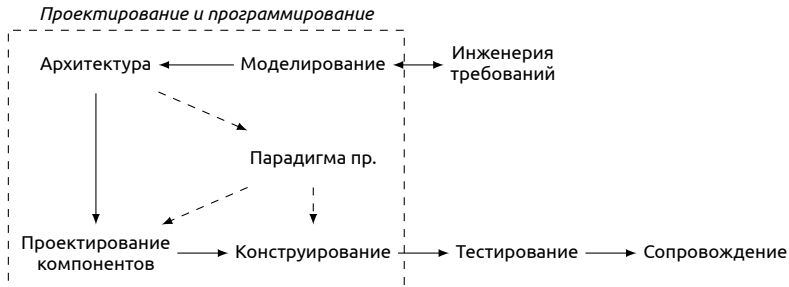 Проектирование и программирование
Архитектура
Моделирование
Инженерия
требований
Парадигма пр.
Проектирование
компонентов
Конструирование
Тестирование
Сопровождение